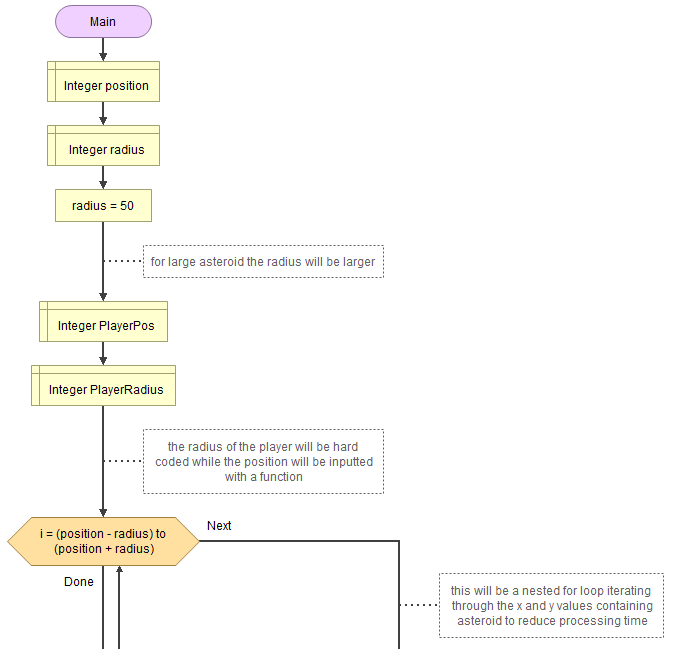 Main
Integer position
Integer radius
radius = 50
for large asteroid the radius will be larger
Integer PlayerPos
Integer PlayerRadius
the radius of the player will be hard
coded while the position will be inputted
with a function
i = (position - radius) to
(position + radius)
Next
Done
this will be a nested for loop iterating
through the x and y values containing
asteroid to reduce processing time